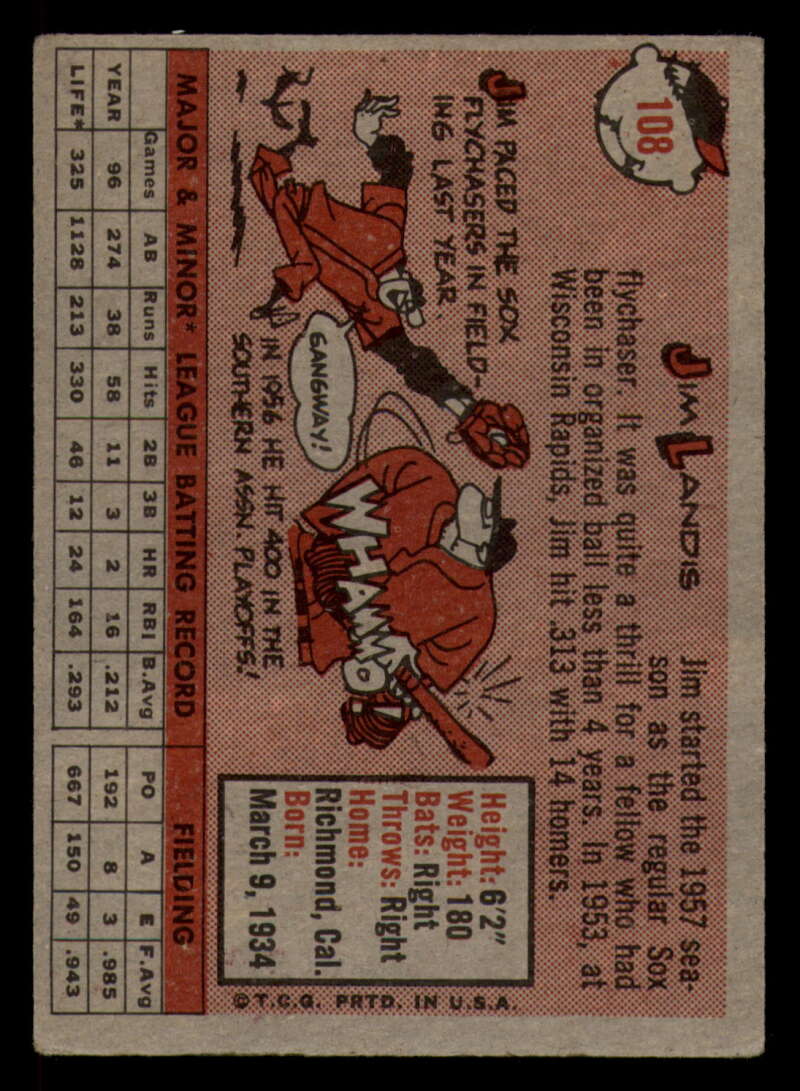 108
JIM LANDIS
Jim started the 1957 sea-
son as the regular Sox
flychaser. It was quite a thrill for a fellow who had
been in organized ball less than 4 years. In 1953, at
Wisconsin Rapids, Jim hit .313 with 14 homers.
JIM PACED THE SOX
FLYCHASERS IN FIELD-
ING LAST YEAR.
GANGWAY!
WHAMMO
IN 1956 HE HIT .400 IN THE
SOUTHERN ASSN. PLAYOFFS!
Height: 6'2"
Weight: 180
Bats: Right
Throws: Right
Home:
Richmond, Cal.
Born:
March 9, 1934
©T.C.G. PRTD. IN U.S.A.
MAJOR & MINOR* LEAGUE BATTING RECORD FIELDING
Games AB Runs Hits 2B 3B HR RBI B.Avg PO A E F.Avg
YEAR 96 274 38 58 11 3 2 16 .212 192 8 3 .985
LIFE* 325 1128 213 330 46 12 24 164 .293 667 150 49 .943